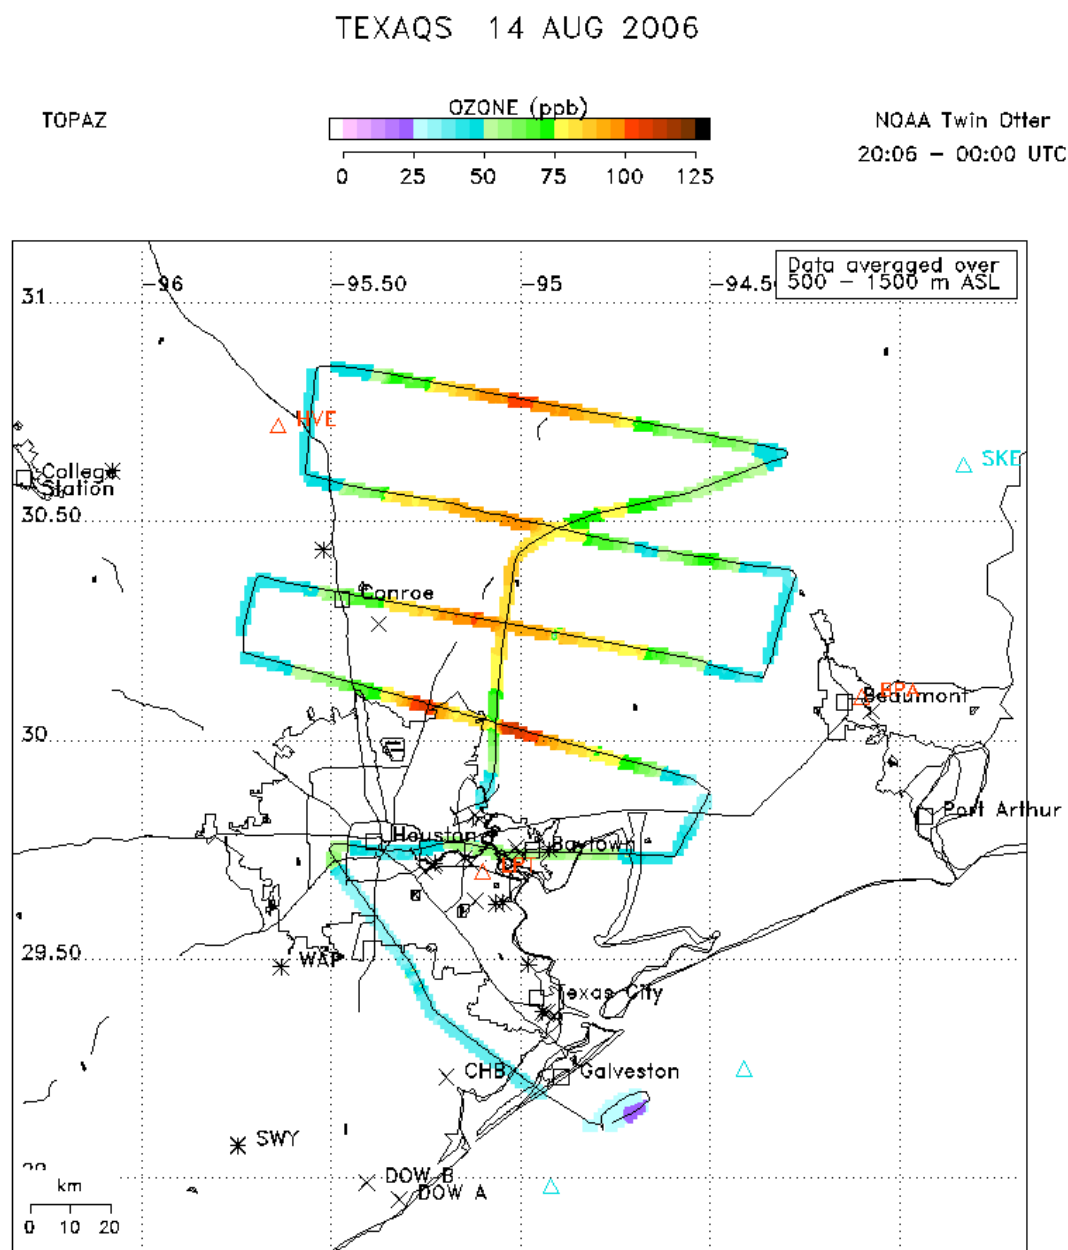 TEXAQS 14 AUG 2006
TOPAZ
OZONE (ppb)
0 25 50 75 100 125
NOAA Twin Otter
20:06 - 00:00 UTC
Data averaged over
500 - 1500 m ASL
-96 -95.50 -95 -94.50
31
HVE
SKE
College
Station
30.50
Conroe
BPA
Beaumont
30
Port Arthur
Houston
Baytown
LPT
29.50
WAP
Texas City
CHB
Galveston
SWY
DOW B
DOW A
km
0 10 20